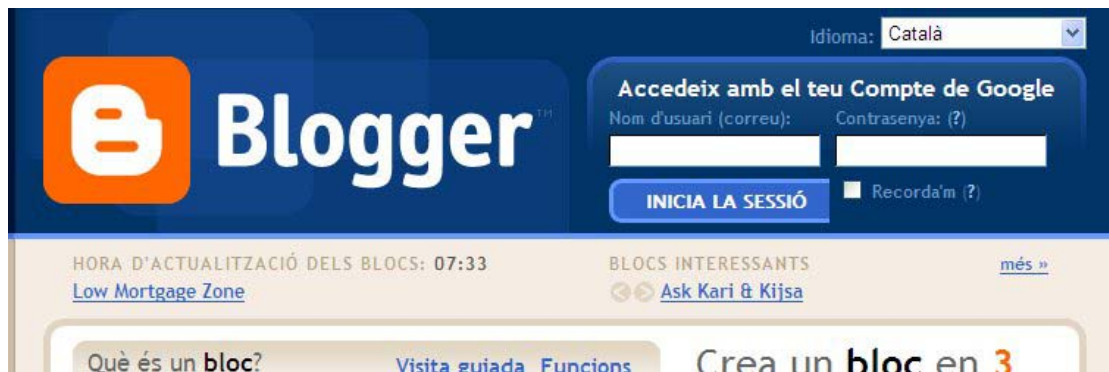 Idioma: Català
Blogger™
Accedeix amb el teu Compte de Google
Nom d'usuari (correu): Contrasenya: (?)
INICIA LA SESSIÓ Recorda'm (?)
HORA D'ACTUALITZACIÓ DELS BLOCS: 07:33
Low Mortgage Zone
BLOCS INTERESSANTS més »
Ask Kari & Kijsa
Què és un bloc? Visita guiada Funcions
Crea un bloc en 3